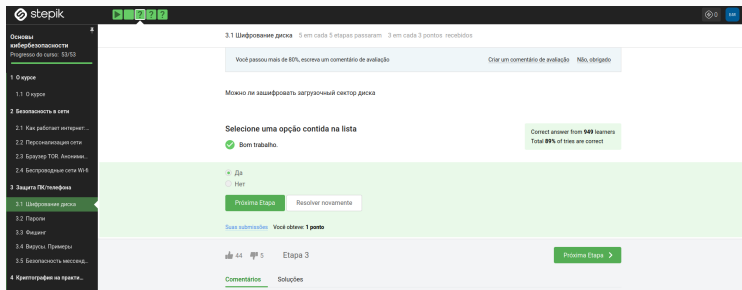 stepik
0
Основы
кибербезопасности
Progresso do curso: 53/53
1 О курсе
1.1 О курсе
2 Безопасность в сети
2.1 Как работает интернет:...
2.2 Персонализация сети
2.3 Браузер TOR. Аноними...
2.4 Беспроводные сети Wi-fi
3 Защита ПК/телефона
3.1 Шифрование диска
3.2 Пароли
3.3 Фишинг
3.4 Вирусы. Примеры
3.5 Безопасность мессенд...
4 Криптография на практи...
3.1 Шифрование диска 5 em cada 5 etapas passaram 3 em cada 3 pontos recebidos
Você passou mais de 80%, escreva um comentário de avaliação Criar um comentário de avaliação Não, obrigado
Можно ли зашифровать загрузочный сектор диска
Selecione uma opção contida na lista
Bom trabalho.
Correct answer from 949 learners
Total 89% of tries are correct
Да
Нет
Próxima Etapa Resolver novamente
Suas submissões Você obteve: 1 ponto
44 5 Etapa 3 Próxima Etapa
Comentários Soluções